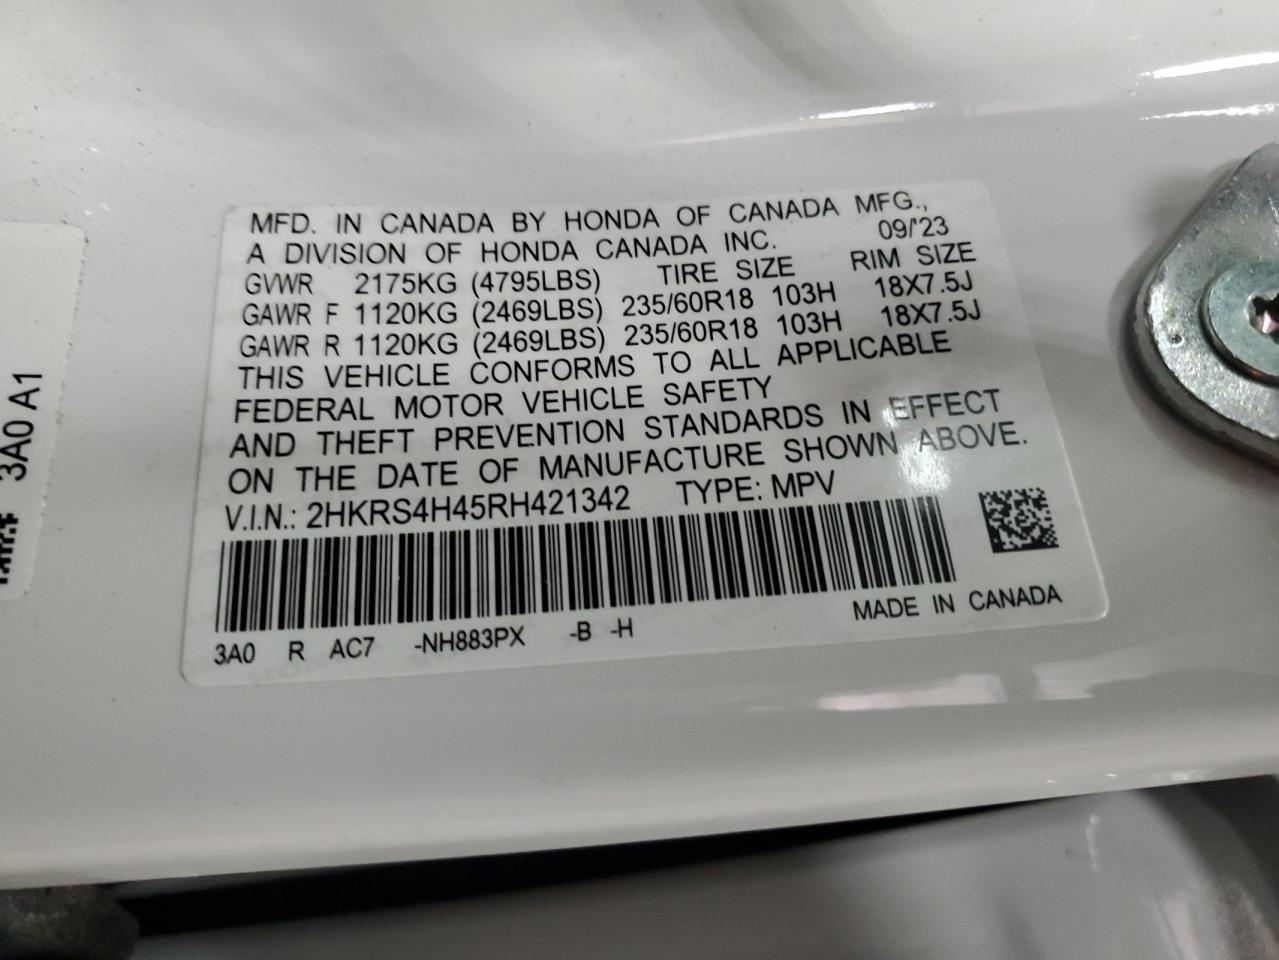 MFD. IN CANADA BY HONDA OF CANADA MFG.,
A DIVISION OF HONDA CANADA INC. 09/'23
GVWR 2175KG (4795LBS) TIRE SIZE RIM SIZE
GAWR F 1120KG (2469LBS) 235/60R18 103H 18X7.5J
GAWR R 1120KG (2469LBS) 235/60R18 103H 18X7.5J
THIS VEHICLE CONFORMS TO ALL APPLICABLE
FEDERAL MOTOR VEHICLE SAFETY
AND THEFT PREVENTION STANDARDS IN EFFECT
ON THE DATE OF MANUFACTURE SHOWN ABOVE.
V.I.N.: 2HKRS4H45RH421342 TYPE: MPV
3A0 R AC7 -NH883PX -B -H
MADE IN CANADA
3A0 A1